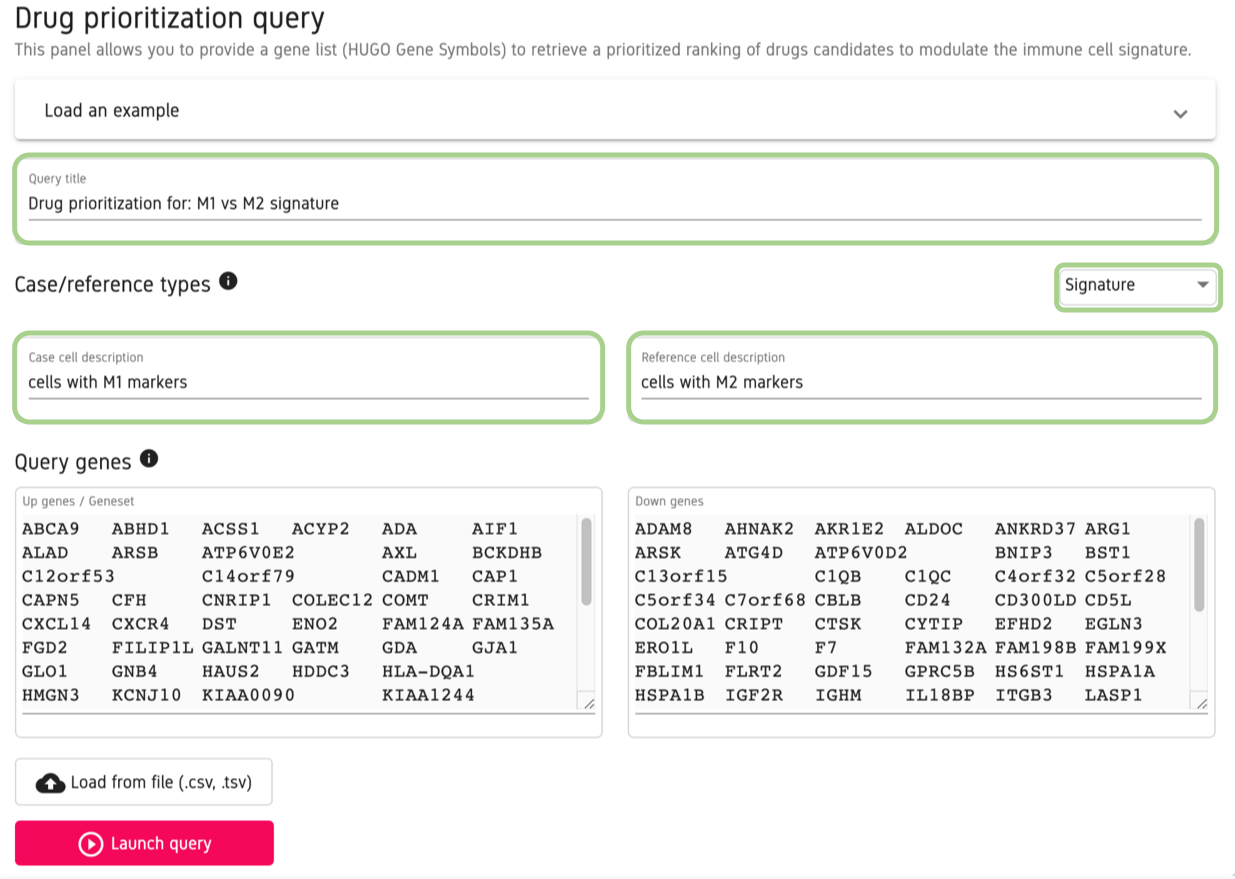 Drug prioritization query
This panel allows you to provide a gene list (HUGO Gene Symbols) to retrieve a prioritized ranking of drugs candidates to modulate the immune cell signature.
Load an example
Query title
Drug prioritization for: M1 vs M2 signature
Case/reference types
Signature
Case cell description
cells with M1 markers
Reference cell description
cells with M2 markers
Query genes
Up genes / Geneset
ABCA9 ABHD1 ACSS1 ACYP2 ADA AIF1
ALAD ARSB ATP6V0E2 AXL BCKDHB
C12orf53 C14orf79 CADM1 CAP1
CAPN5 CFH CNRIP1 COLEC12 COMT CRIM1
CXCL14 CXCR4 DST ENO2 FAM124A FAM135A
FGD2 FILIP1L GALNT11 GATM GDA GJA1
GLO1 GNB4 HAUS2 HDDC3 HLA-DQA1
HMGN3 KCNJ10 KIAA0090 KIAA1244
Down genes
ADAM8 AHNAK2 AKR1E2 ALDOC ANKRD37 ARG1
ARSK ATG4D ATP6V0D2 BNIP3 BST1
C13orf15 C1QB C1QC C4orf32 C5orf28
C5orf34 C7orf68 CBLB CD24 CD300LD CD5L
COL20A1 CRIPT CTSK CYTIP EFHD2 EGLN3
ERO1L F10 F7 FAM132A FAM198B FAM199X
FBLIM1 FLRT2 GDF15 GPRC5B HS6ST1 HSPA1A
HSPA1B IGF2R IGHM IL18BP ITGB3 LASP1
Load from file (.csv, .tsv)
Launch query